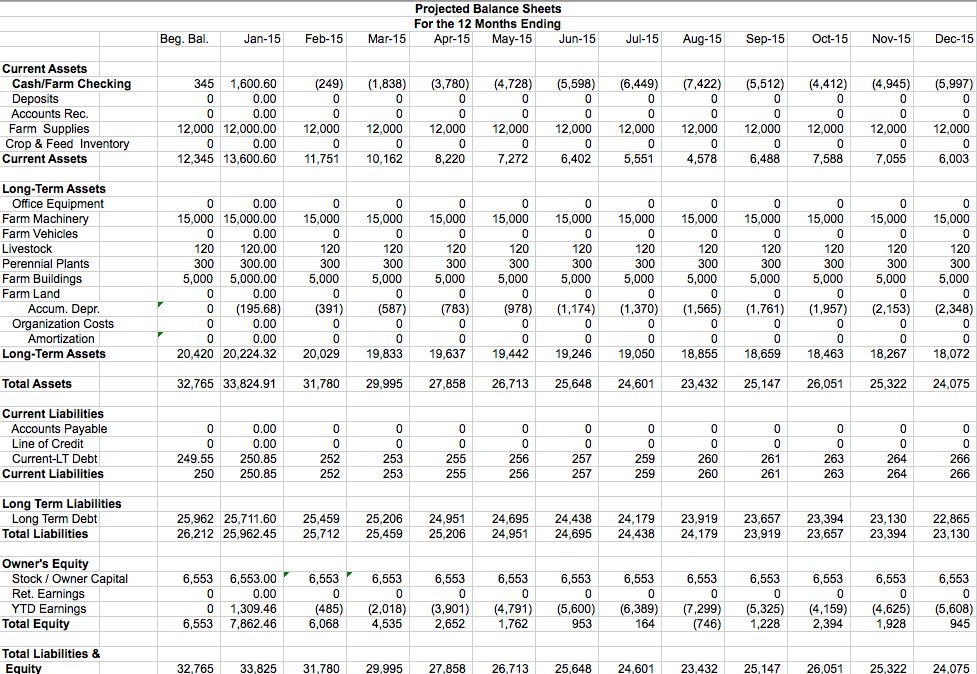 Projected Balance Sheets
For the 12 Months Ending
Beg. Bal. Jan-15 Feb-15 Mar-15 Apr-15 May-15 Jun-15 Jul-15 Aug-15 Sep-15 Oct-15 Nov-15 Dec-15
Current Assets
Cash/Farm Checking 345 1,600.60 (249) (1,838) (3,780) (4,728) (5,598) (6,449) (7,422) (5,512) (4,412) (4,945) (5,997)
Deposits 0 0.00 0 0 0 0 0 0 0 0 0 0 0
Accounts Rec. 0 0.00 0 0 0 0 0 0 0 0 0 0 0
Farm Supplies 12,000 12,000.00 12,000 12,000 12,000 12,000 12,000 12,000 12,000 12,000 12,000 12,000 12,000
Crop & Feed Inventory 0 0.00 0 0 0 0 0 0 0 0 0 0 0
Current Assets 12,345 13,600.60 11,751 10,162 8,220 7,272 6,402 5,551 4,578 6,488 7,588 7,055 6,003
Long-Term Assets
Office Equipment 0 0.00 0 0 0 0 0 0 0 0 0 0 0
Farm Machinery 15,000 15,000.00 15,000 15,000 15,000 15,000 15,000 15,000 15,000 15,000 15,000 15,000 15,000
Farm Vehicles 0 0.00 0 0 0 0 0 0 0 0 0 0 0
Livestock 120 120.00 120 120 120 120 120 120 120 120 120 120 120
Perennial Plants 300 300.00 300 300 300 300 300 300 300 300 300 300 300
Farm Buildings 5,000 5,000.00 5,000 5,000 5,000 5,000 5,000 5,000 5,000 5,000 5,000 5,000 5,000
Farm Land 0 0.00 0 0 0 0 0 0 0 0 0 0 0
Accum. Depr. 0 (195.68) (391) (587) (783) (978) (1,174) (1,370) (1,565) (1,761) (1,957) (2,153) (2,348)
Organization Costs 0 0.00 0 0 0 0 0 0 0 0 0 0 0
Amortization 0 0.00 0 0 0 0 0 0 0 0 0 0 0
Long-Term Assets 20,420 20,224.32 20,029 19,833 19,637 19,442 19,246 19,050 18,855 18,659 18,463 18,267 18,072
Total Assets 32,765 33,824.91 31,780 29,995 27,858 26,713 25,648 24,601 23,432 25,147 26,051 25,322 24,075
Current Liabilities
Accounts Payable 0 0.00 0 0 0 0 0 0 0 0 0 0 0
Line of Credit 0 0.00 0 0 0 0 0 0 0 0 0 0 0
Current-LT Debt 249.55 250.85 252 253 255 256 257 259 260 261 263 264 266
Current Liabilities 250 250.85 252 253 255 256 257 259 260 261 263 264 266
Long Term Liabilities
Long Term Debt 25,962 25,711.60 25,459 25,206 24,951 24,695 24,438 24,179 23,919 23,657 23,394 23,130 22,865
Total Liabilities 26,212 25,962.45 25,712 25,459 25,206 24,951 24,695 24,438 24,179 23,919 23,657 23,394 23,130
Owner's Equity
Stock / Owner Capital 6,553 6,553.00 6,553 6,553 6,553 6,553 6,553 6,553 6,553 6,553 6,553 6,553 6,553
Ret. Earnings 0 0.00 0 0 0 0 0 0 0 0 0 0 0
YTD Earnings 0 1,309.46 (485) (2,018) (3,901) (4,791) (5,600) (6,389) (7,299) (5,325) (4,159) (4,625) (5,608)
Total Equity 6,553 7,862.46 6,068 4,535 2,652 1,762 953 164 (746) 1,228 2,394 1,928 945
Total Liabilities &
Equity 32,765 33,825 31,780 29,995 27,858 26,713 25,648 24,601 23,432 25,147 26,051 25,322 24,075